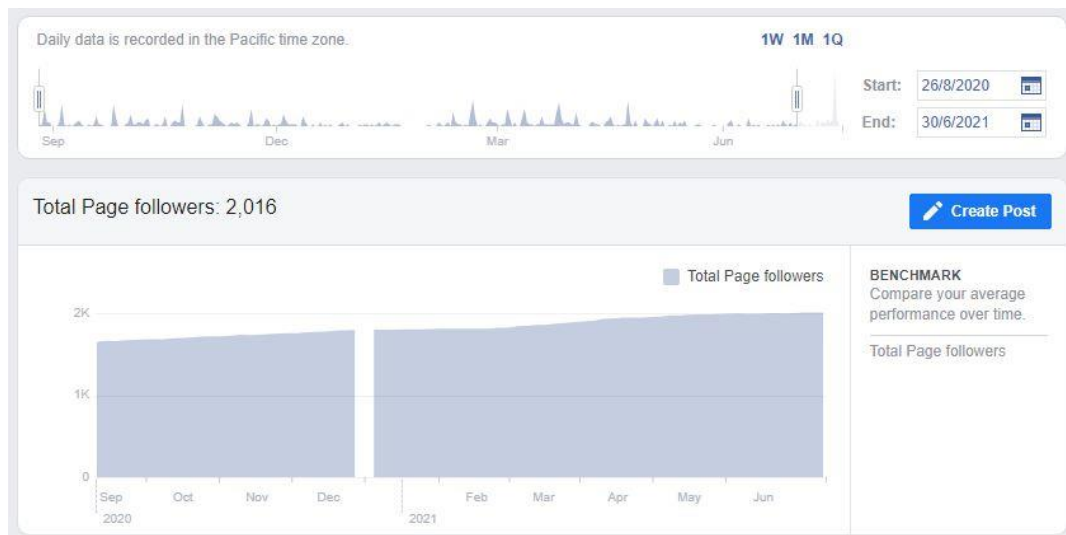 Daily data is recorded in the Pacific time zone.
1W 1M 1Q
Start: 26/8/2020
End: 30/6/2021
Sep Dec Mar Jun
Total Page followers: 2,016
Create Post
Total Page followers
2K
1K
0
Sep Oct Nov Dec Feb Mar Apr May Jun
2020 2021
BENCHMARK
Compare your average
performance over time.
Total Page followers